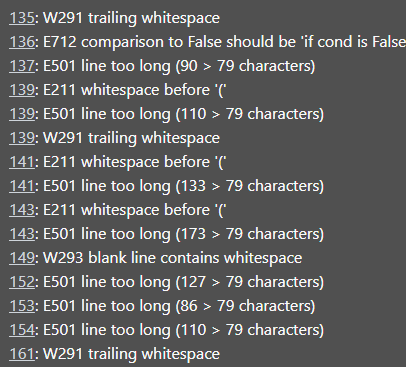 135: W291 trailing whitespace
136: E712 comparison to False should be 'if cond is False
137: E501 line too long (90 > 79 characters)
139: E211 whitespace before '('
139: E501 line too long (110 > 79 characters)
139: W291 trailing whitespace
141: E211 whitespace before '('
141: E501 line too long (133 > 79 characters)
143: E211 whitespace before '('
143: E501 line too long (173 > 79 characters)
149: W293 blank line contains whitespace
152: E501 line too long (127 > 79 characters)
153: E501 line too long (86 > 79 characters)
154: E501 line too long (110 > 79 characters)
161: W291 trailing whitespace